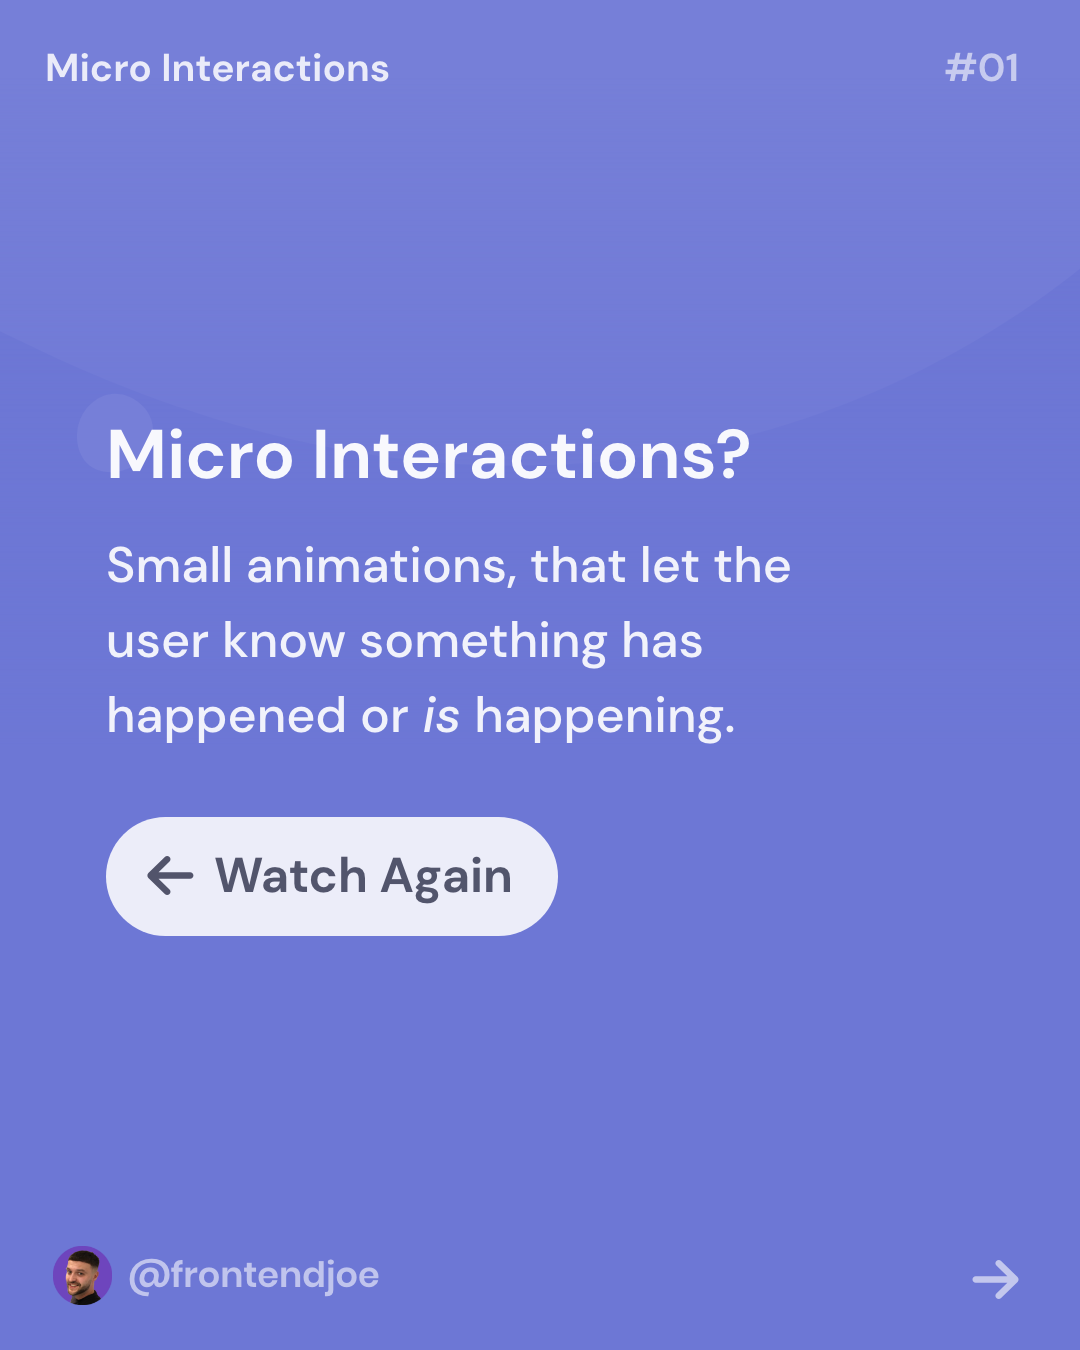 Micro Interactions
#01
Micro Interactions?
Small animations, that let the
user know something has
happened or is happening.
Watch Again
@frontendjoe